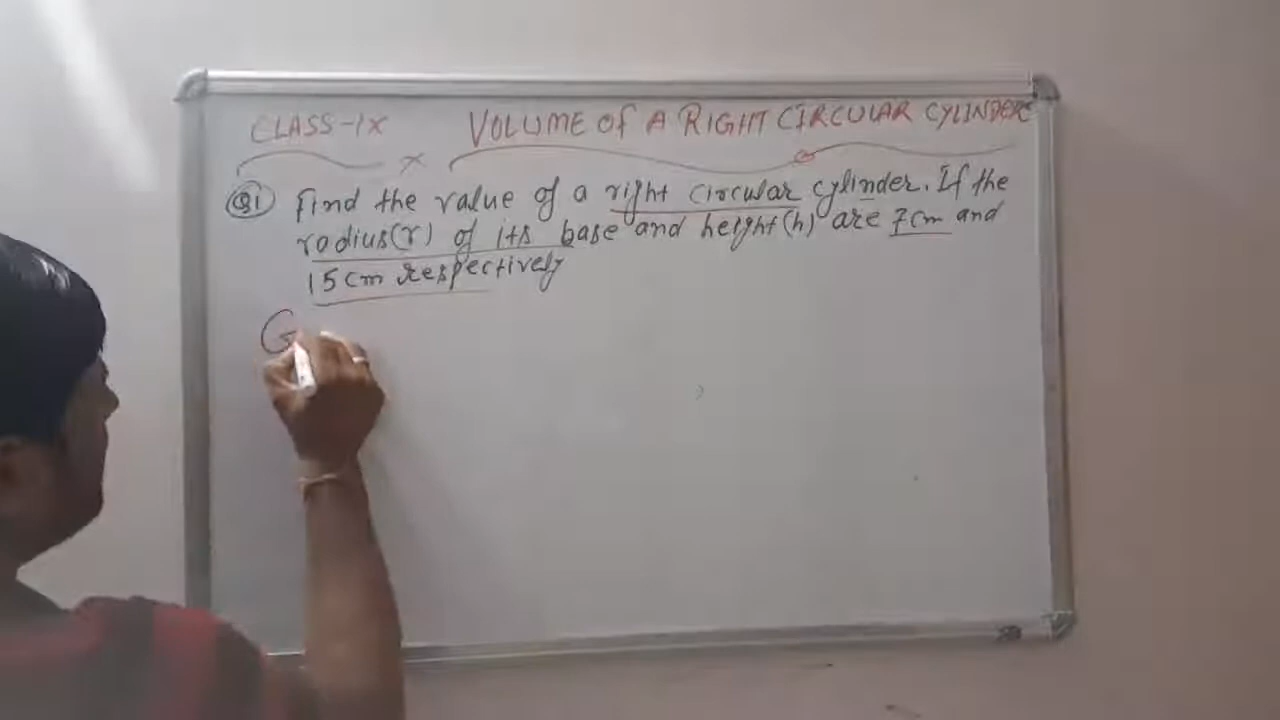 CLASS-IX VOLUME OF A RIGHT CIRCULAR CYLINDERS
Q1 Find the value of a right circular cylinder. If the
radius(r) of its base and height(h) are 7cm and
15cm respectively
G